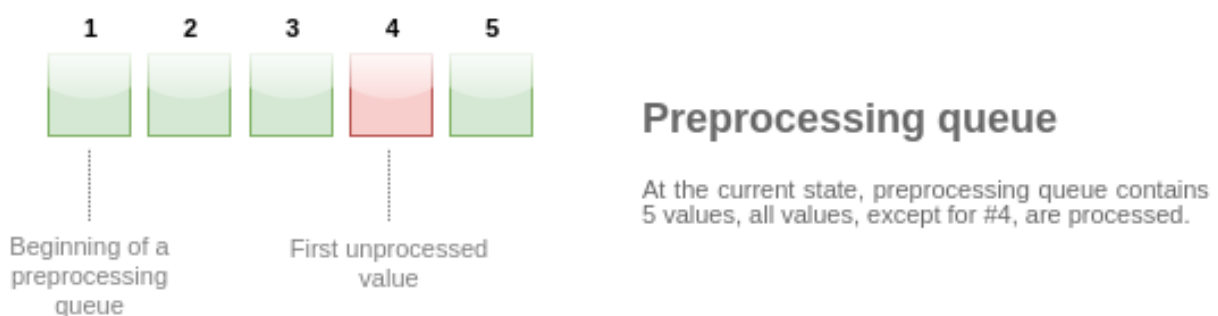 1 2 3 4 5
Preprocessing queue
At the current state, preprocessing queue contains
5 values, all values, except for #4, are processed.
Beginning of a
preprocessing
queue
First unprocessed
value